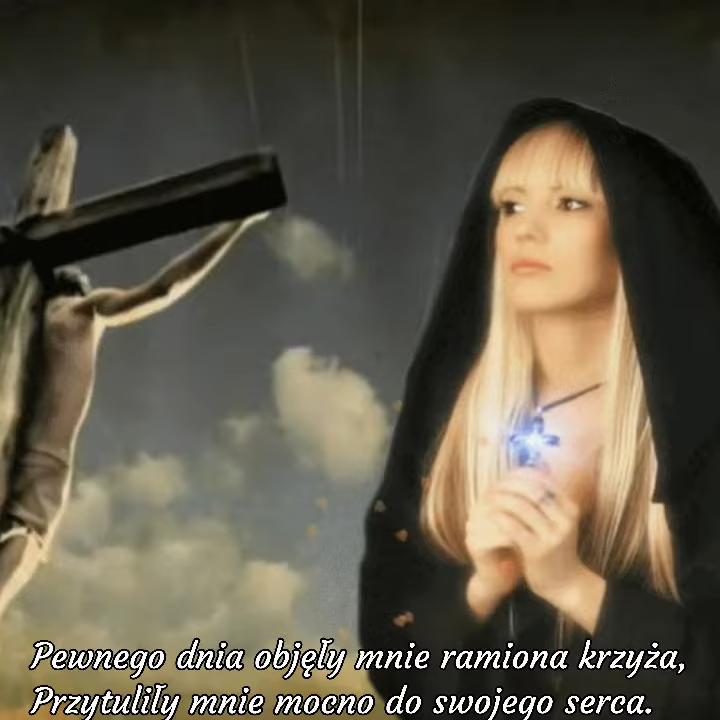 Pewnego dnia objęły mnie ramiona krzyża,
Przytuliły mnie mocno do swojego serca.